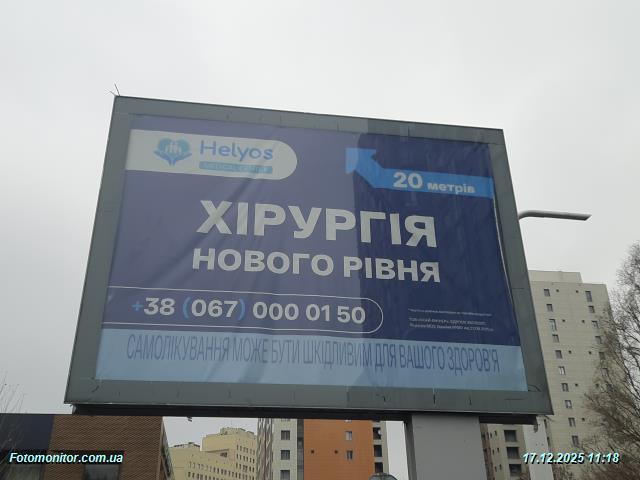 Helyos
MEDICAL CENTER
20 метрів
ХІРУРГІЯ
НОВОГО РІВНЯ
+38 (067) 000 01 50
САМОЛІКУВАННЯ МОЖЕ БУТИ ШКІДЛИВИМ ДЛЯ ВАШОГО ЗДОРОВ'Я
Fotomonitor.com.ua
17.12.2025 11:18